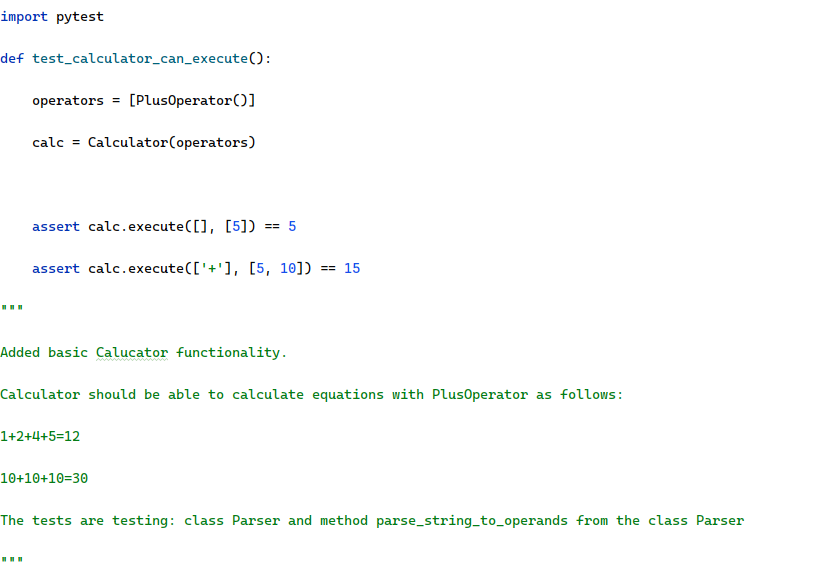 import pytest
def test_calculator_can_execute():
    operators = [PlusOperator()]
    calc = Calculator(operators)
    assert calc.execute([], [5]) == 5
    assert calc.execute(['+'], [5, 10]) == 15
"""
Added basic Calucator functionality.
Calculator should be able to calculate equations with PlusOperator as follows:
1+2+4+5=12
10+10+10=30
The tests are testing: class Parser and method parse_string_to_operands from the class Parser
"""